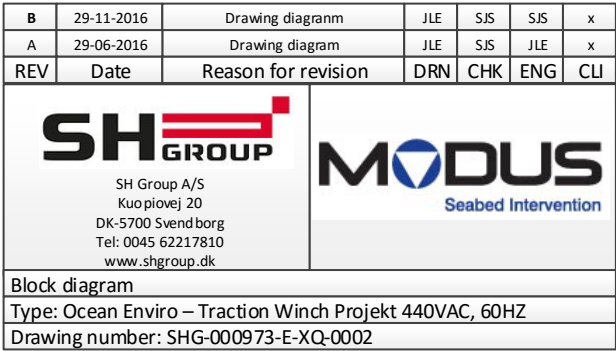 B 29-11-2016 Drawing diagranm JLE SJS SJS x
A 29-06-2016 Drawing diagram JLE SJS JLE x
REV Date Reason for revision DRN CHK ENG CLI
SH GROUP
SH Group A/S
Kuopiovej 20
DK-5700 Svendborg
Tel: 0045 62217810
www.shgroup.dk
MODUS
Seabed Intervention
Block diagram
Type: Ocean Enviro – Traction Winch Projekt 440VAC, 60HZ
Drawing number: SHG-000973-E-XQ-0002